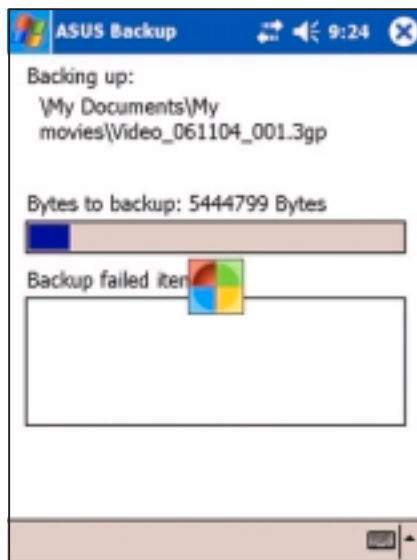 ASUS Backup 9:24
Backing up:
\My Documents\My
movies\Video_061104_001.3gp
Bytes to backup: 5444799 Bytes
Backup failed